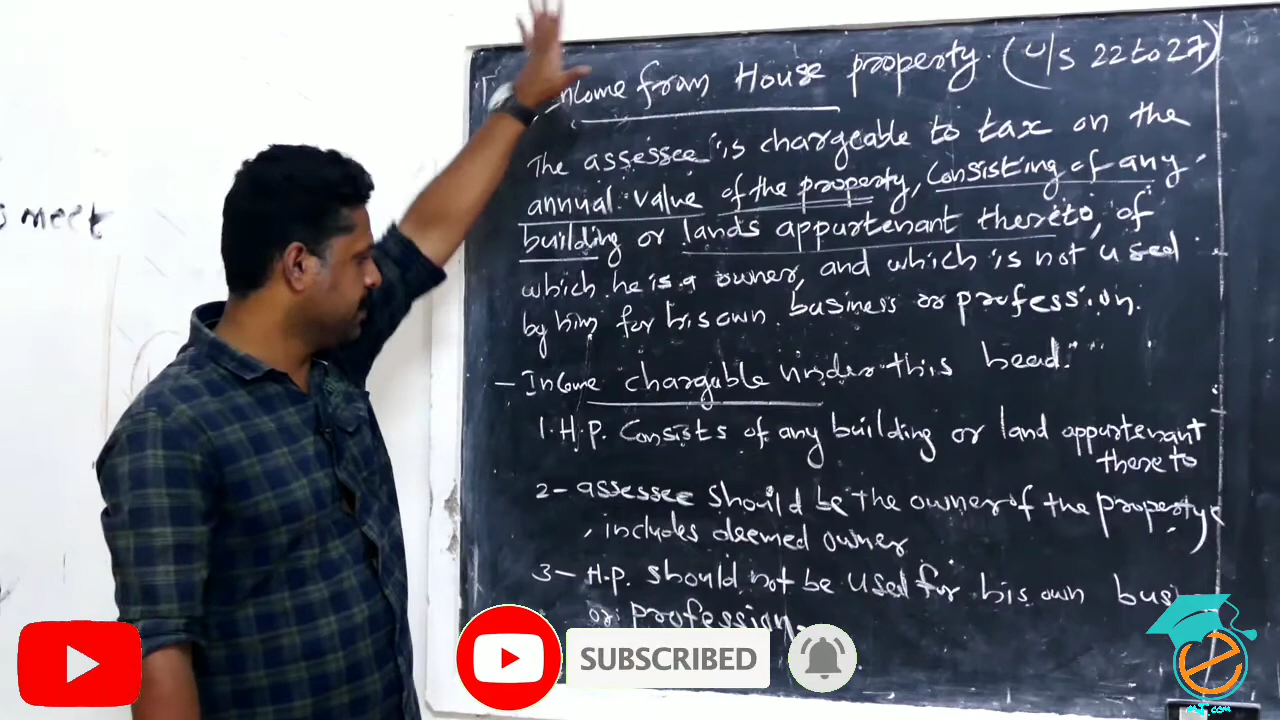 Income from House property. (U/S 22 to 27)
The assessee is chargeable to tax on the
annual value of the property, consisting of any
building or lands appurtenant thereto, of
which he is a owner, and which is not used
by him for his own business or profession.
- Income chargable under this head.
1. H.P. Consists of any building or land appurtenant
thereto
2- assessee should be the owner of the property
, includes deemed owner
3- H.P. should not be used for his own busi
or profession.
meet
SUBSCRIBED